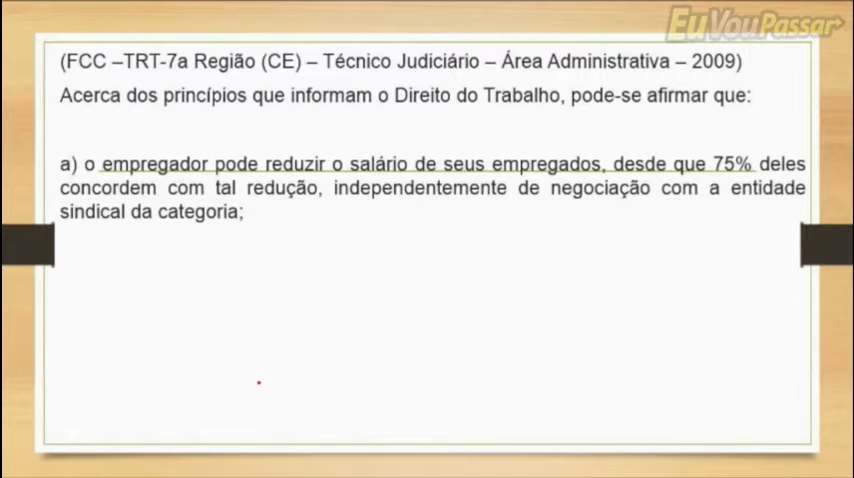 EuVouPassar
(FCC –TRT-7a Região (CE) – Técnico Judiciário – Área Administrativa – 2009)
Acerca dos princípios que informam o Direito do Trabalho, pode-se afirmar que:
a) o empregador pode reduzir o salário de seus empregados, desde que 75% deles
concordem com tal redução, independentemente de negociação com a entidade
sindical da categoria;